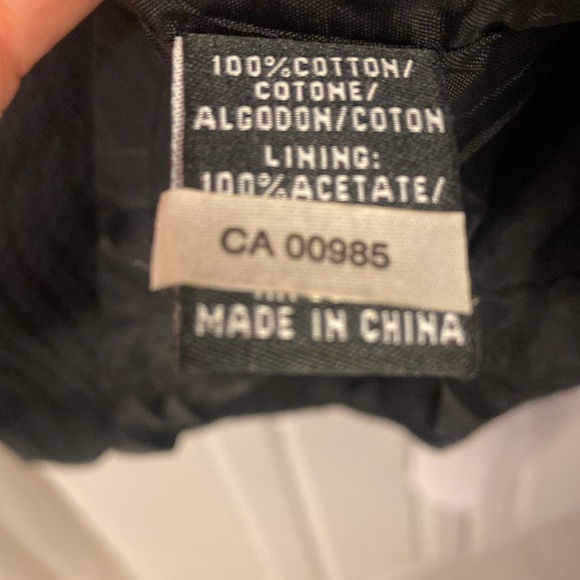 100%COTTON/
COTONE/
ALGODON/COTON
LINING:
100%ACETATE/
CA 00985
MADE IN CHINA